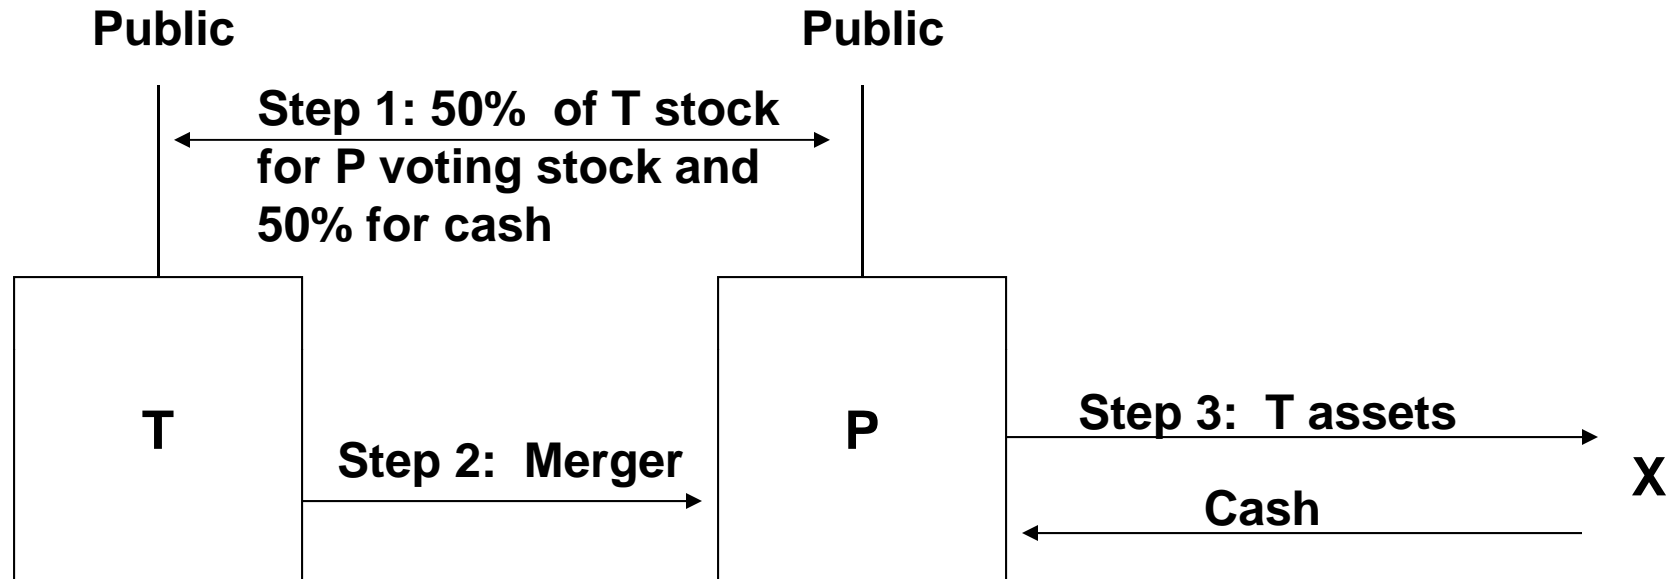 Public
Public
Step 1: 50% of T stock
for P voting stock and
50% for cash
T
P
Step 2: Merger
Step 3: T assets
X
Cash